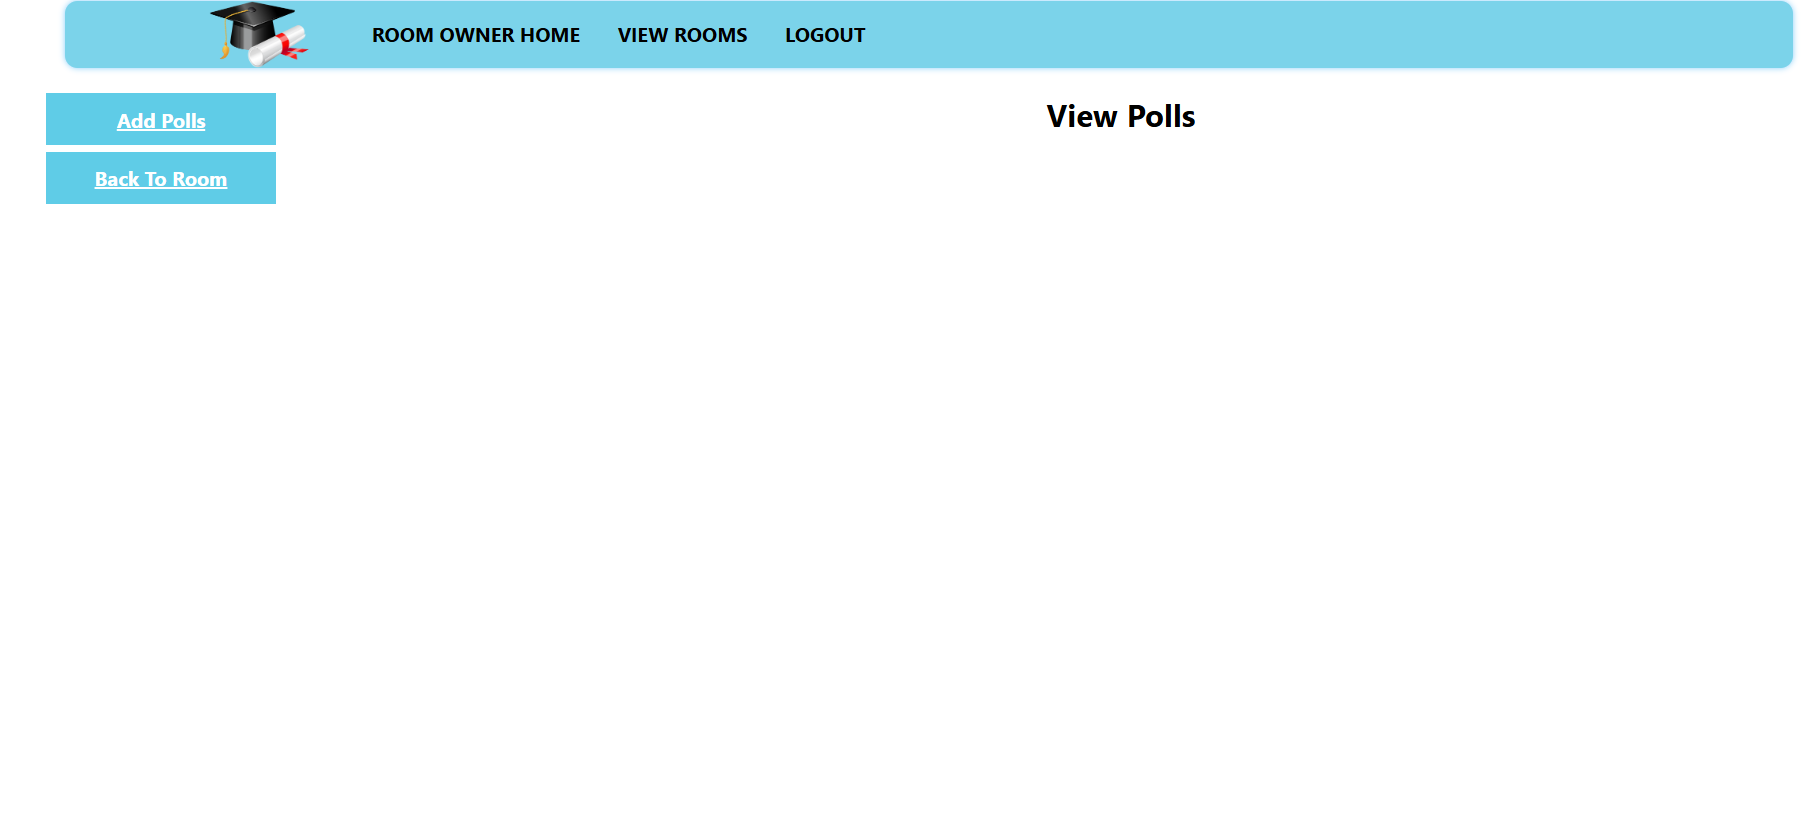 ROOM OWNER HOME VIEW ROOMS LOGOUT
Add Polls
Back To Room
View Polls